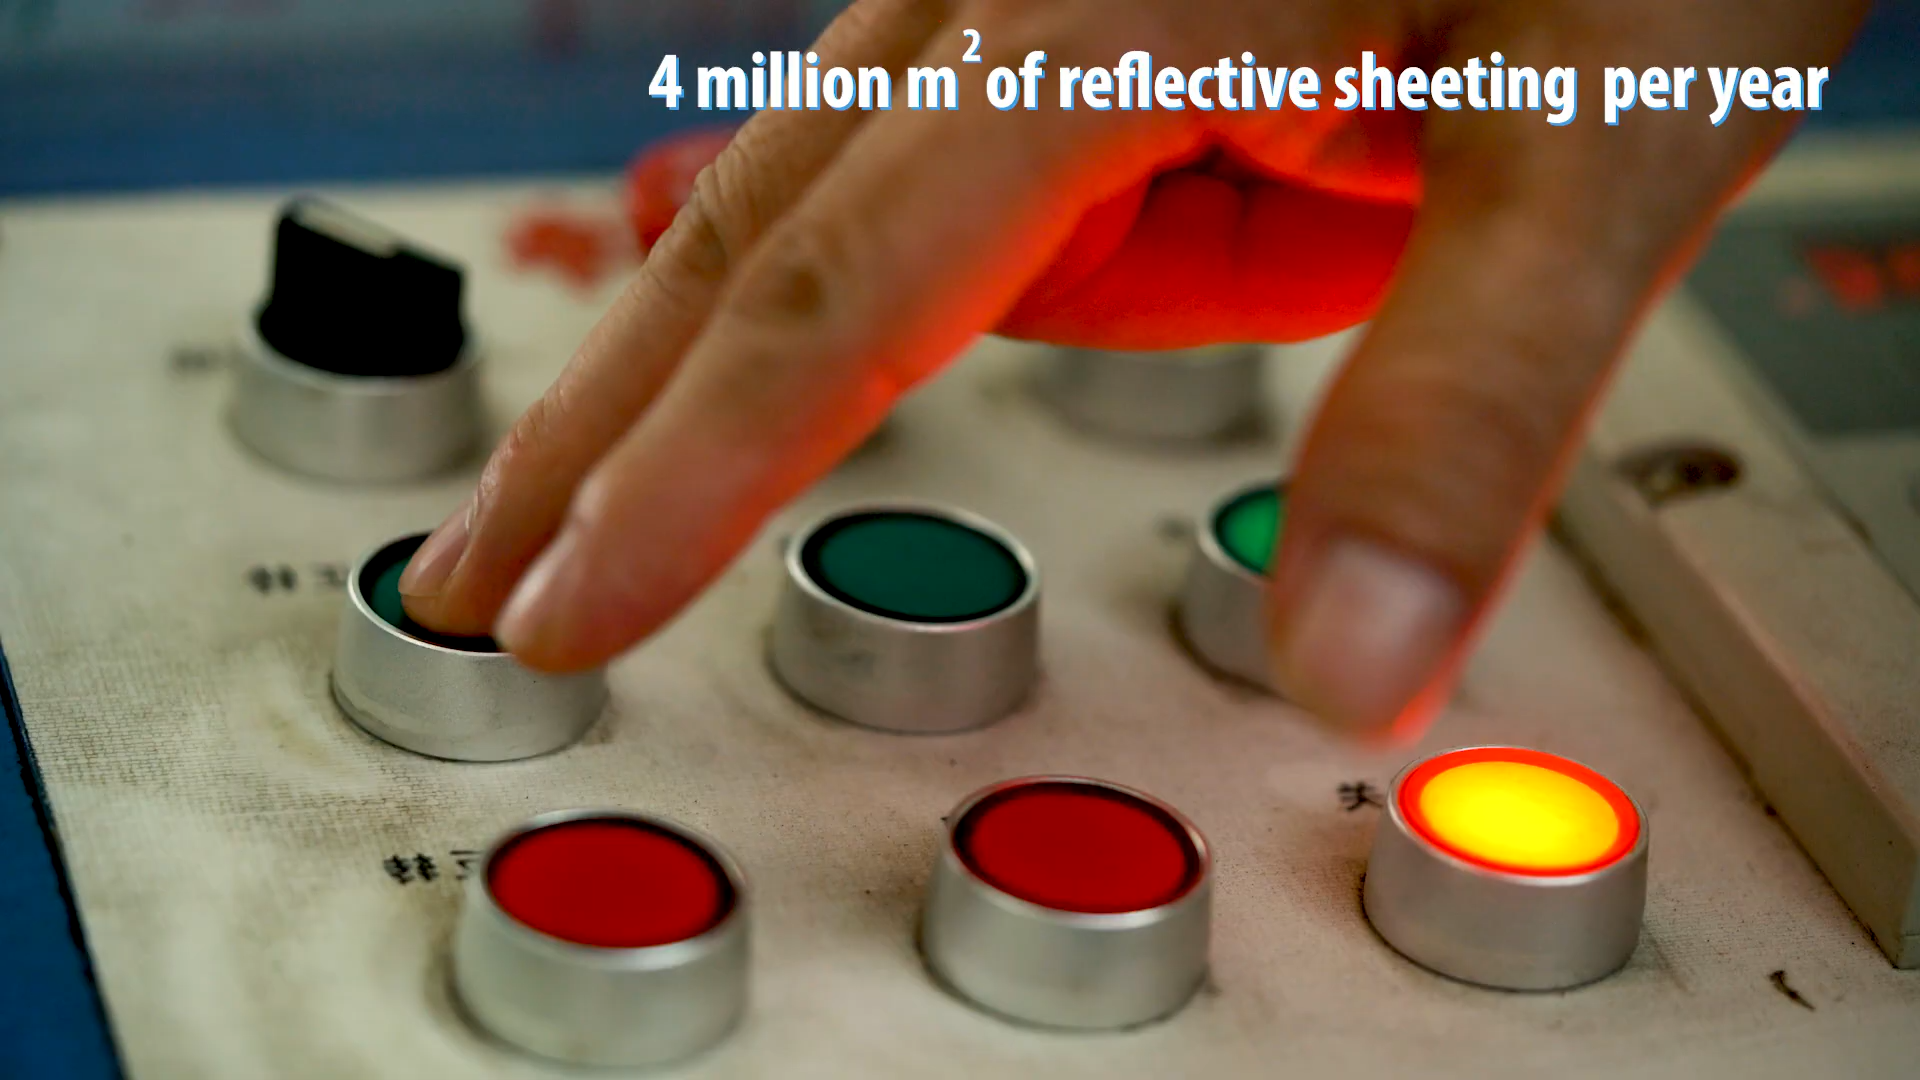 4 million m² of reflective sheeting per year